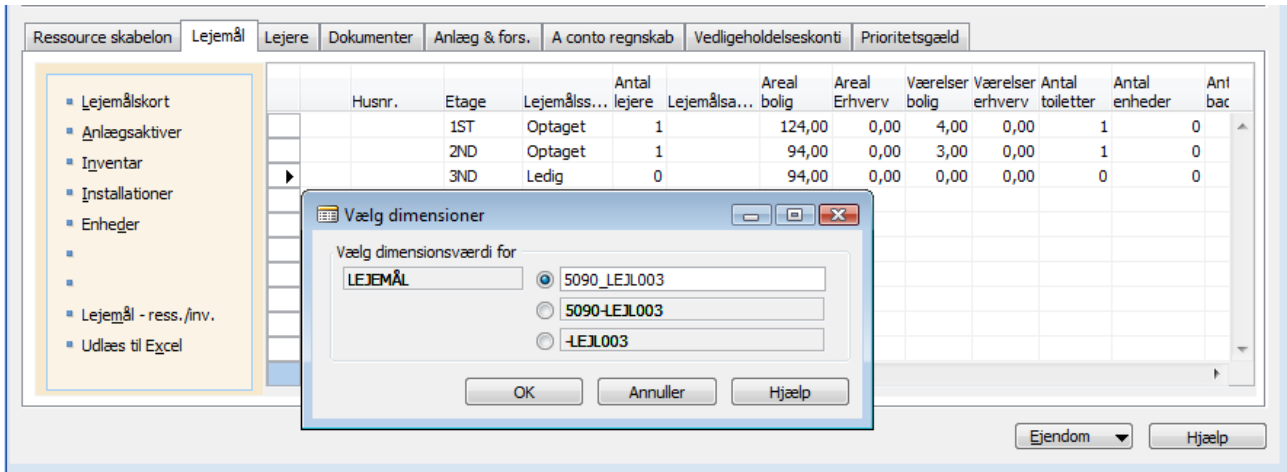 Ressource skabelon Lejemål Lejere Dokumenter Anlæg & fors. A conto regnskab Vedligeholdelseskonti Prioritetsgæld
Lejemålskort
Anlægsaktiver
Inventar
Installationer
Enheder
Lejemål - ress./inv.
Udlæs til Excel
Husnr. Etage Lejemålss... Antal lejere Lejemålsa... Areal bolig Areal Erhverv Værelser bolig Værelser erhverv Antal toiletter Antal enheder Ant bad
1ST Optaget 1 124,00 0,00 4,00 0,00 1 0
2ND Optaget 1 94,00 0,00 3,00 0,00 1 0
3ND Ledig 0 94,00 0,00 0,00 0,00 0 0
Vælg dimensioner
Vælg dimensionsværdi for
LEJEMÅL 5090_LEJL003
5090-LEJL003
-LEJL003
OK Annuller Hjælp
Ejendom Hjælp